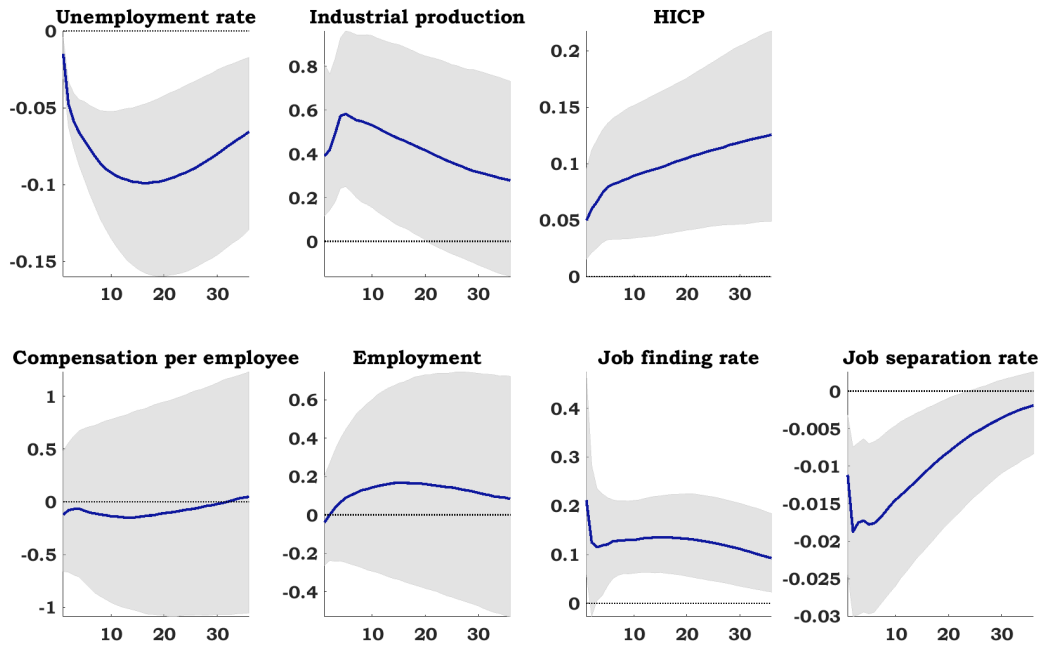 Unemployment rate
0
-0.05
-0.1
-0.15
10 20 30
Industrial production
0.8
0.6
0.4
0.2
0
10 20 30
HICP
0.2
0.15
0.1
0.05
0
10 20 30
Compensation per employee
1
0.5
0
-0.5
-1
10 20 30
Employment
0.6
0.4
0.2
0
-0.2
-0.4
10 20 30
Job finding rate
0.4
0.3
0.2
0.1
0
10 20 30
Job separation rate
0
-0.005
-0.01
-0.015
-0.02
-0.025
-0.03
10 20 30